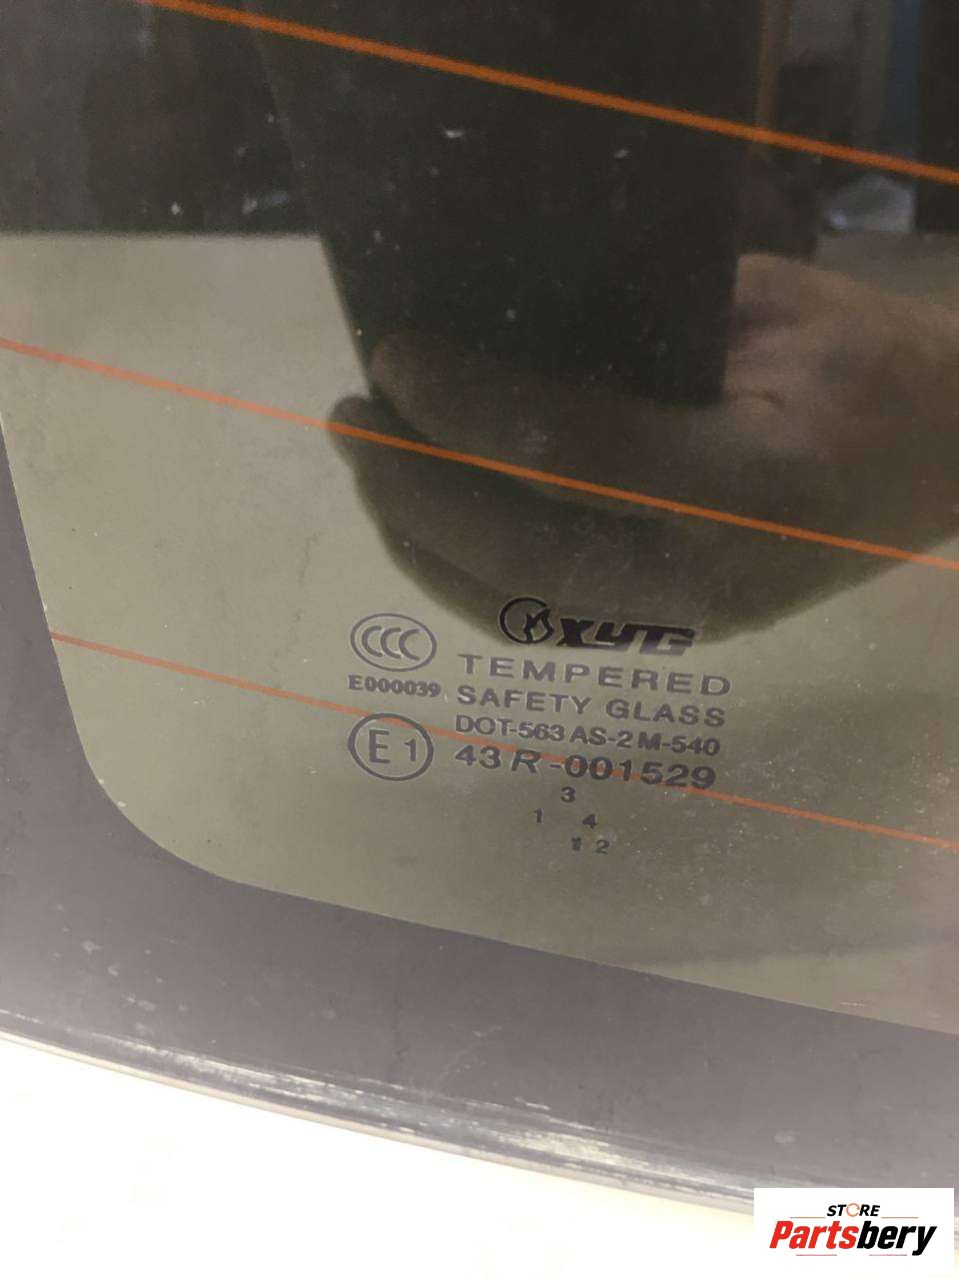 XYG
CCC
TEMPERED
E000039
SAFETY GLASS
DOT-563 AS-2 M-540
E1
43R-001529
3
1 4
1 2
STORE
Partsbery